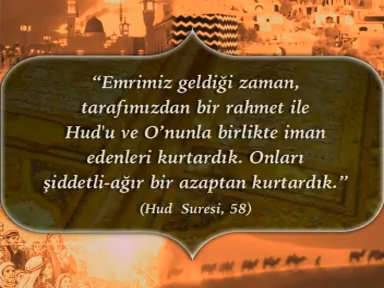 “Emrimiz geldiği zaman,
tarafımızdan bir rahmet ile
Hud'u ve O’nunla birlikte iman
edenleri kurtardık. Onları
şiddetli-ağır bir azaptan kurtardık.”
(Hud Suresi, 58)